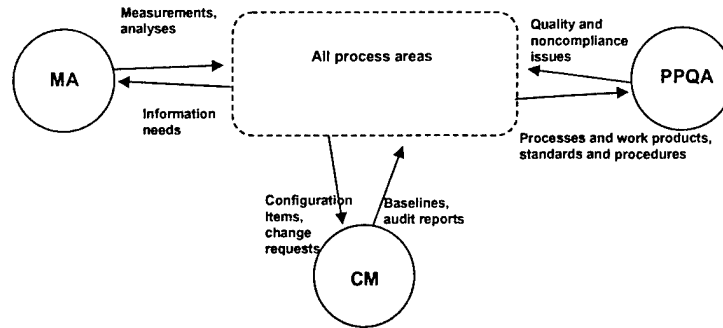 Measurements,
analyses
MA
Information
needs
All process areas
Quality and
noncompliance
issues
PPQA
Processes and work products,
standards and procedures
Configuration
Items,
change
requests
Baselines,
audit reports
CM